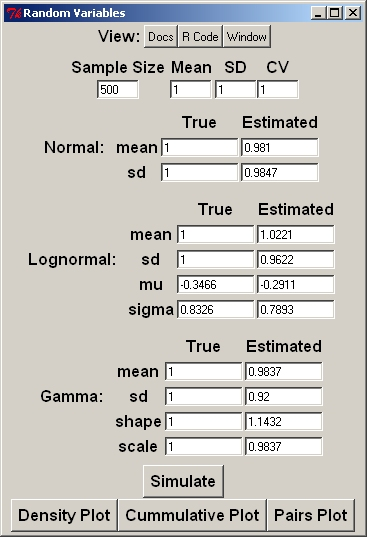 Random Variables
View: Docs R Code Window
Sample Size Mean SD CV
500 1 1 1
True Estimated
Normal: mean 1 0.981
sd 1 0.9847
True Estimated
mean 1 1.0221
Lognormal: sd 1 0.9622
mu -0.3466 -0.2911
sigma 0.8326 0.7893
True Estimated
mean 1 0.9837
Gamma: sd 1 0.92
shape 1 1.1432
scale 1 0.9837
Simulate
Density Plot Cummulative Plot Pairs Plot